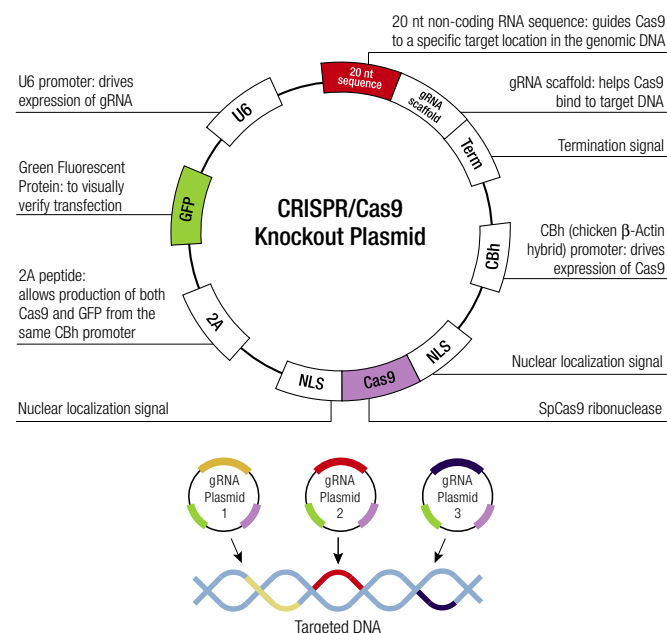 20 nt non-coding RNA sequence: guides Cas9
to a specific target location in the genomic DNA
U6 promoter: drives
expression of gRNA
gRNA scaffold: helps Cas9
bind to target DNA
Termination signal
Green Fluorescent
Protein: to visually
verify transfection
CBh (chicken β-Actin
hybrid) promoter: drives
expression of Cas9
2A peptide:
allows production of both
Cas9 and GFP from the
same CBh promoter
Nuclear localization signal
Nuclear localization signal
SpCas9 ribonuclease
20 nt
sequence
gRNA
scaffold
Term
CBh
NLS
Cas9
NLS
2A
GFP
U6
CRISPR/Cas9
Knockout Plasmid
gRNA
Plasmid
1
gRNA
Plasmid
2
gRNA
Plasmid
3
Targeted DNA